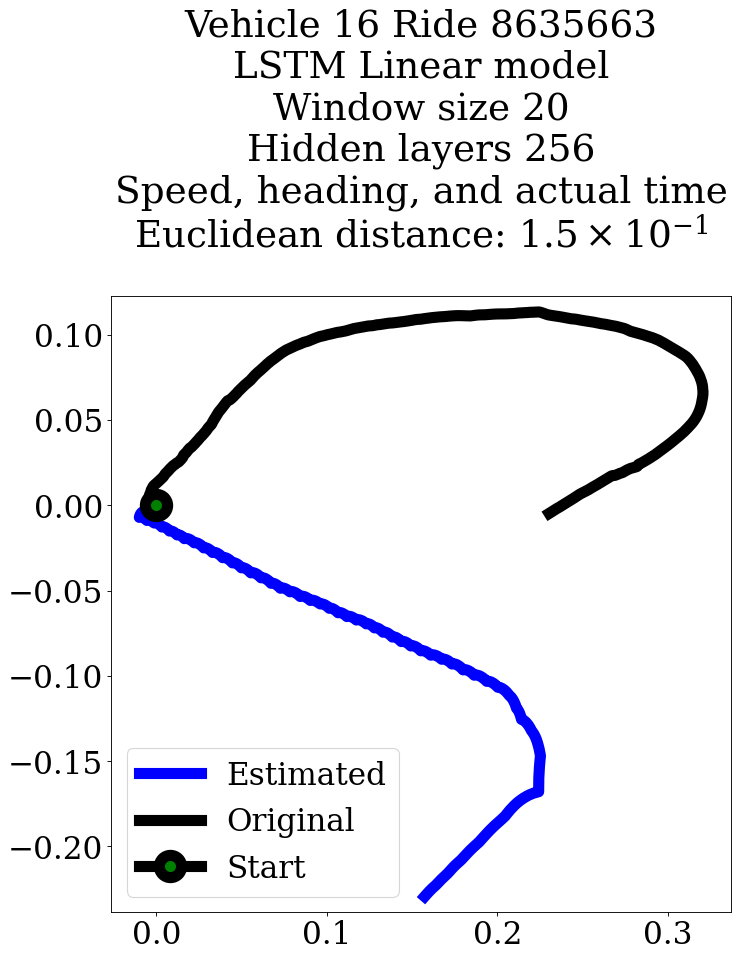 Vehicle 16 Ride 8635663
LSTM Linear model
Window size 20
Hidden layers 256
Speed, heading, and actual time
Euclidean distance: 1.5 × 10⁻¹
0.10
0.05
0.00
−0.05
−0.10
−0.15
−0.20
Estimated
Original
Start
0.0 0.1 0.2 0.3